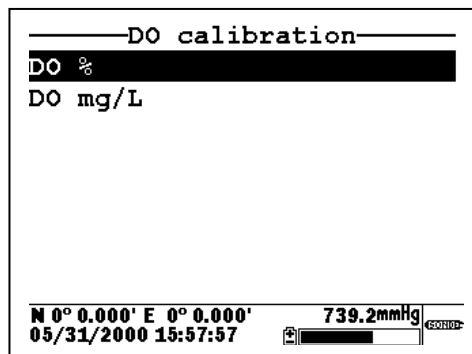 DO calibration
DO %
DO mg/L
N 0° 0.000' E 0° 0.000' 739.2mmHg
05/31/2000 15:57:57
SONDE